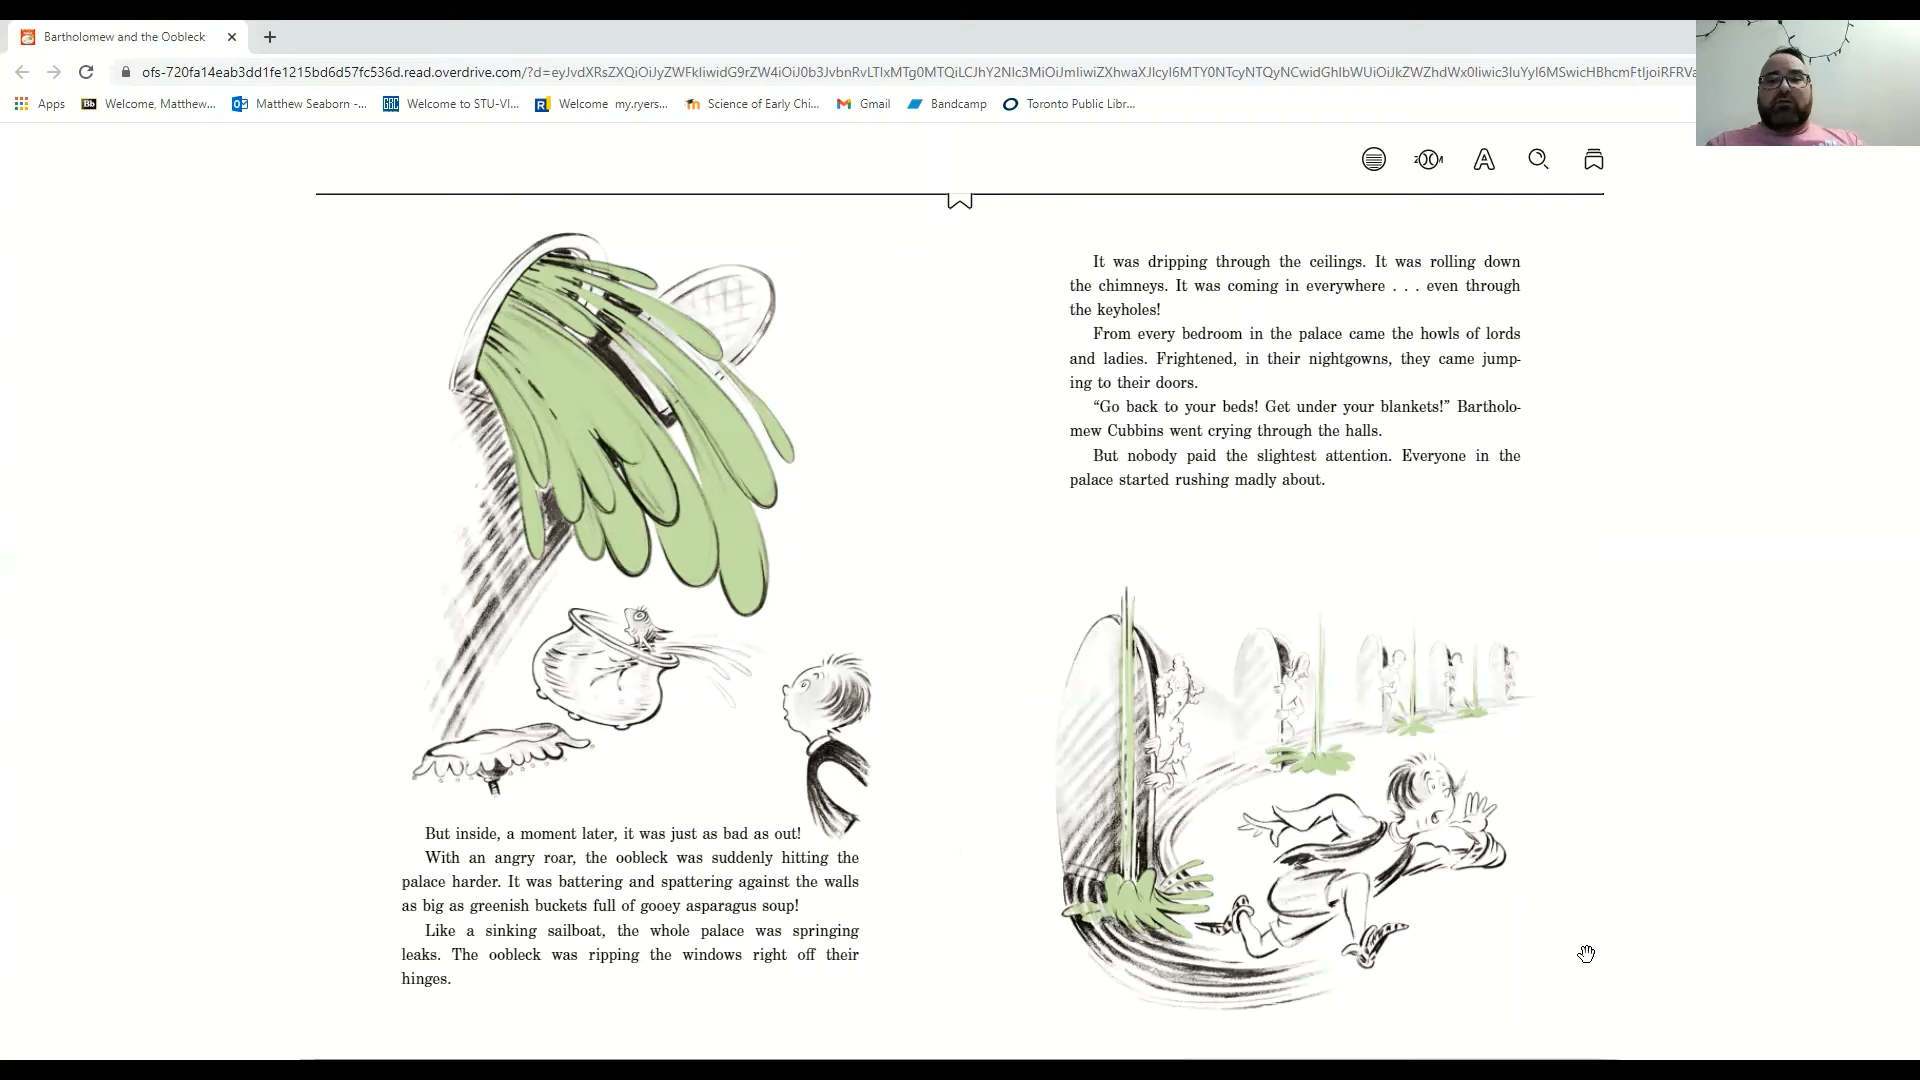 Bartholomew and the Oobleck
Apps
Welcome, Matthew...
Matthew Seaborn -...
Welcome to STU-VI...
Welcome my.ryers...
Science of Early Chi...
Gmail
Bandcamp
Toronto Public Libr...
But inside, a moment later, it was just as bad as out!
With an angry roar, the oobleck was suddenly hitting the
palace harder. It was battering and spattering against the walls
as big as greenish buckets full of gooey asparagus soup!
Like a sinking sailboat, the whole palace was springing
leaks. The oobleck was ripping the windows right off their
hinges.
It was dripping through the ceilings. It was rolling down
the chimneys. It was coming in everywhere . . . even through
the keyholes!
From every bedroom in the palace came the howls of lords
and ladies. Frightened, in their nightgowns, they came jump-
ing to their doors.
“Go back to your beds! Get under your blankets!” Bartholo-
mew Cubbins went crying through the halls.
But nobody paid the slightest attention. Everyone in the
palace started rushing madly about.